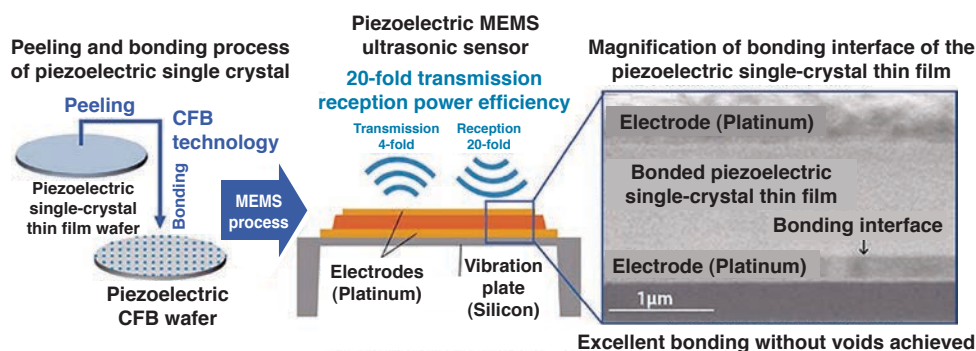 Peeling and bonding process
of piezoelectric single crystal
Peeling
CFB
technology
Bonding
Piezoelectric
single-crystal
thin film wafer
Piezoelectric
CFB wafer
MEMS
process
Piezoelectric MEMS
ultrasonic sensor
20-fold transmission
reception power efficiency
Transmission
4-fold
Reception
20-fold
Electrodes
(Platinum)
Vibration
plate
(Silicon)
Magnification of bonding interface of the
piezoelectric single-crystal thin film
Electrode (Platinum)
Bonded piezoelectric
single-crystal thin film
Bonding interface
Electrode (Platinum)
1μm
Excellent bonding without voids achieved